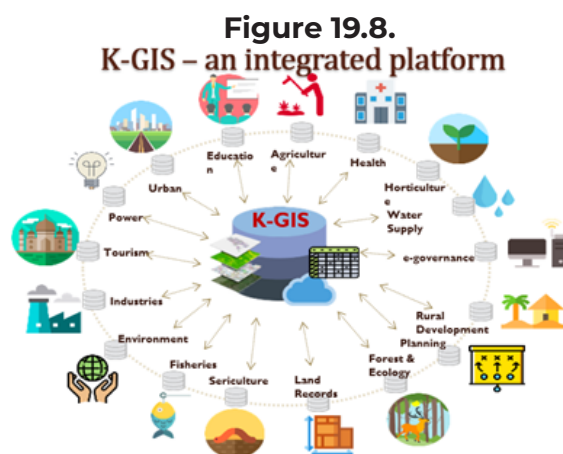 Figure 19.8.
K-GIS – an integrated platform
Educatio
n
Agricultur
e
Health
Urban
Horticultur
e
Power
Water
Supply
K-GIS
Tourism
e-governance
Industries
Rural
Development
Environment
Planning
Fisheries
Forest &
Ecology
Sericulture
Land
Records